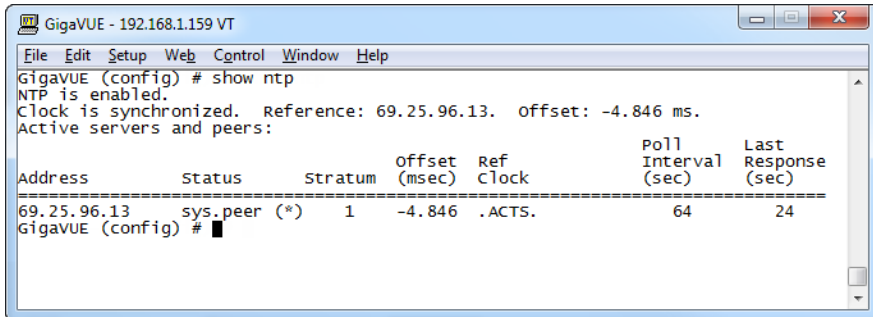 GigaVUE - 192.168.1.159 VT
File Edit Setup Web Control Window Help
GigaVUE (config) # show ntp
NTP is enabled.
Clock is synchronized. Reference: 69.25.96.13. Offset: -4.846 ms.
Active servers and peers:
Poll Last
Offset Ref Interval Response
Address Status Stratum (msec) Clock (sec) (sec)
================================================================================
69.25.96.13 sys.peer (*) 1 -4.846 .ACTS. 64 24
GigaVUE (config) #